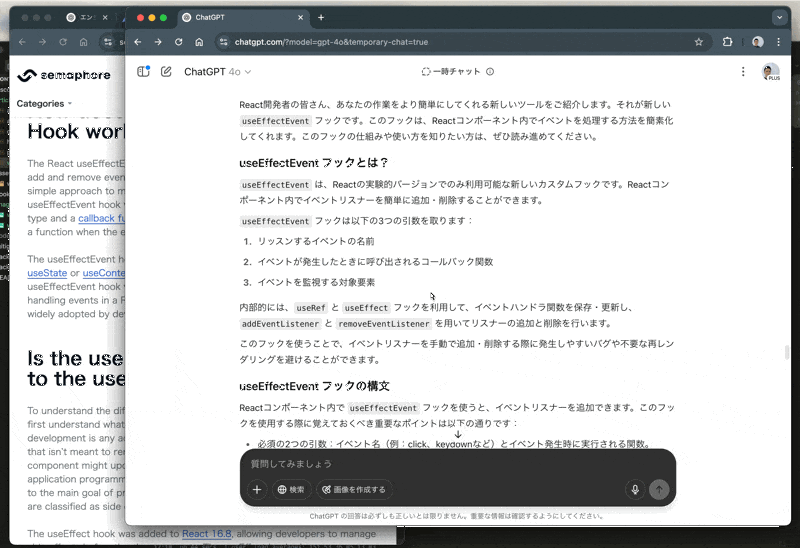 エン
ChatGPT
chatgpt.com/?model=gpt-4o&temporary-chat=true
semaphore
Categories
Hook wor
The React useEffectE
add and remove even
simple approach to m
useEffectEvent hook
type and a callback fu
a function when the e
The useEffectEvent ho
useState or useConte
useEffectEvent hook
handling events in a R
widely adopted by dev
Is the use
to the use
To understand the dif
first understand what
development is any ac
that isn't meant to ren
component might upd
application programm
to the main goal of pr
are classified as side
The useEffect hook was added to React 16.8, allowing developers to manage
ChatGPT 4o
一時チャット
PLUS
React開発者の皆さん、あなたの作業をより簡単にしてくれる新しいツールをご紹介します。それが新しい
useEffectEvent フックです。このフックは、Reactコンポーネント内でイベントを処理する方法を簡素化
してくれます。このフックの仕組みや使い方を知りたい方は、ぜひ読み進めてください。
useEffectEvent フックとは？
useEffectEvent は、Reactの実験的バージョンでのみ利用可能な新しいカスタムフックです。Reactコン
ポーネント内でイベントリスナーを簡単に追加・削除することができます。
useEffectEvent フックは以下の3つの引数を取ります：
1. リッスンするイベントの名前
2. イベントが発生したときに呼び出されるコールバック関数
3. イベントを監視する対象要素
内部的には、useRef と useEffect フックを利用して、イベントハンドラ関数を保存・更新し、
addEventListener と removeEventListener を用いてリスナーの追加と削除を行います。
このフックを使うことで、イベントリスナーを手動で追加・削除する際に発生しやすいバグや不要な再レン
ダリングを避けることができます。
useEffectEvent フックの構文
Reactコンポーネント内で useEffectEvent フックを使うと、イベントリスナーを追加できます。このフッ
クを使用する際に覚えておくべき重要なポイントは以下の通りです：
• 必須の2つの引数：イベント名（例：click、keydownなど）とイベント発生時に実行される関数。
質問してみましょう
検索
画像を作成する
ChatGPT の回答は必ずしも正しいとは限りません。重要な情報は確認するようにしてください。